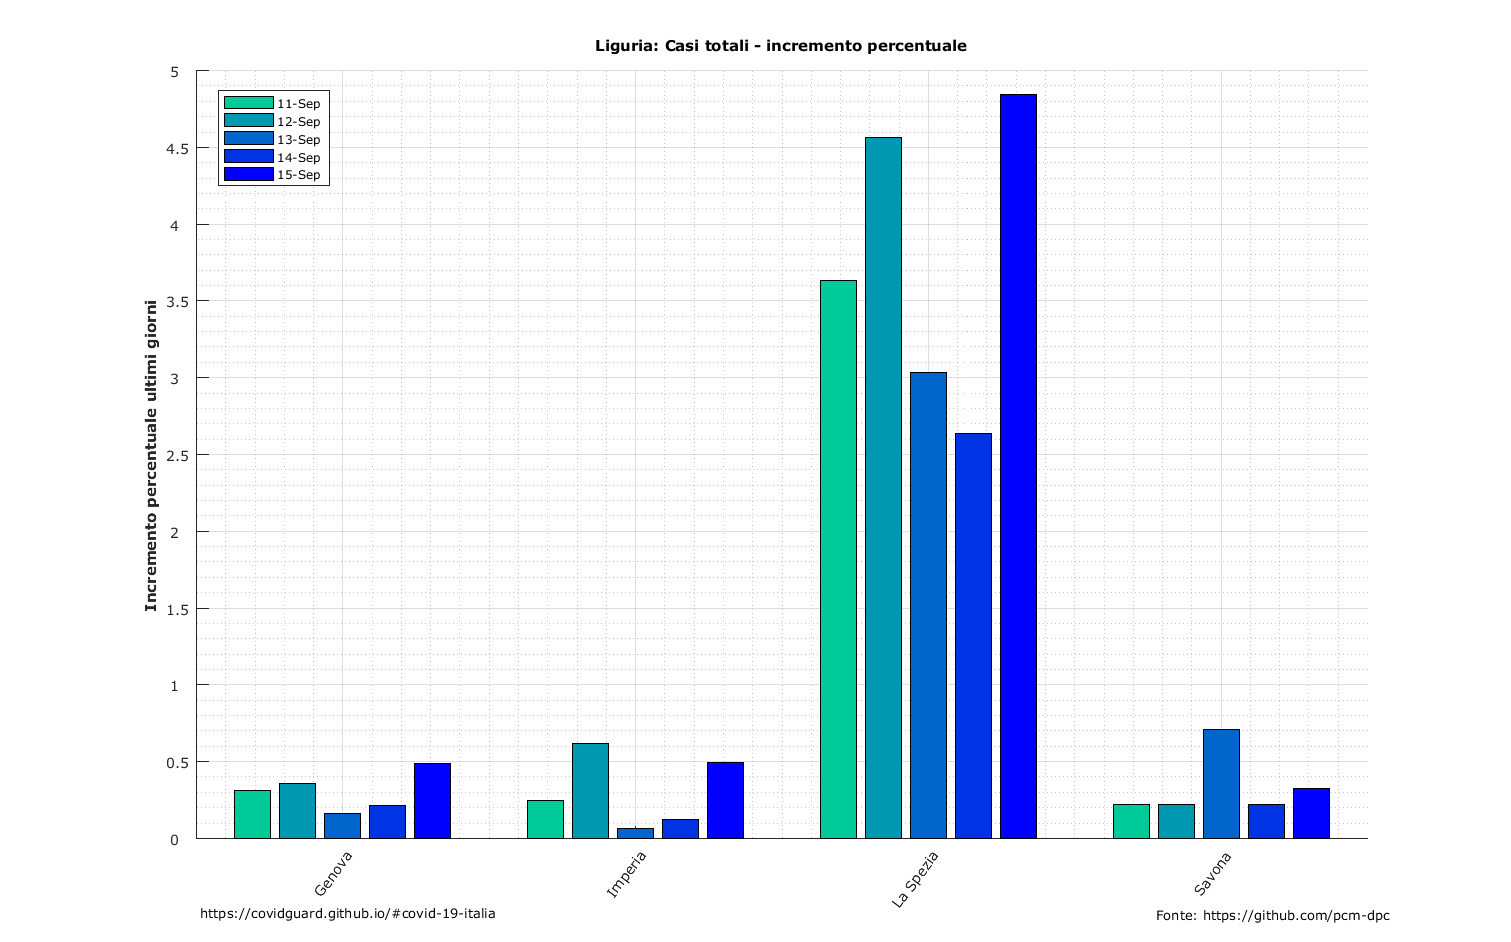 Liguria: Casi totali - incremento percentuale
5
4.5
4
3.5
3
2.5
2
1.5
1
0.5
0
Incremento percentuale ultimi giorni
11-Sep
12-Sep
13-Sep
14-Sep
15-Sep
Genova
Imperia
La Spezia
Savona
https://covidguard.github.io/#covid-19-italia
Fonte: https://github.com/pcm-dpc